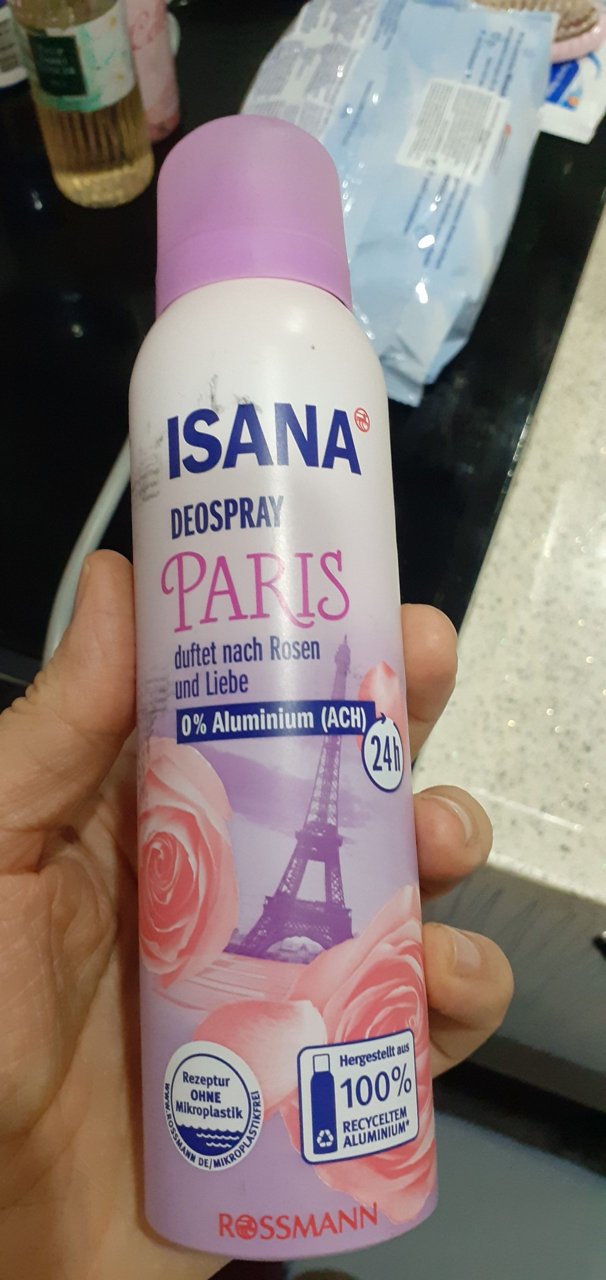 ISANA
DEOSPRAY
PARIS
duftet nach Rosen
und Liebe
0% Aluminium (ACH)
24h
Rezeptur
OHNE
Mikroplastik
WWW.ROSSMANN.DE/MIKROPLASTIKFREI
Hergestellt aus
100%
RECYCELTEM
ALUMINIUM*
ROSSMANN